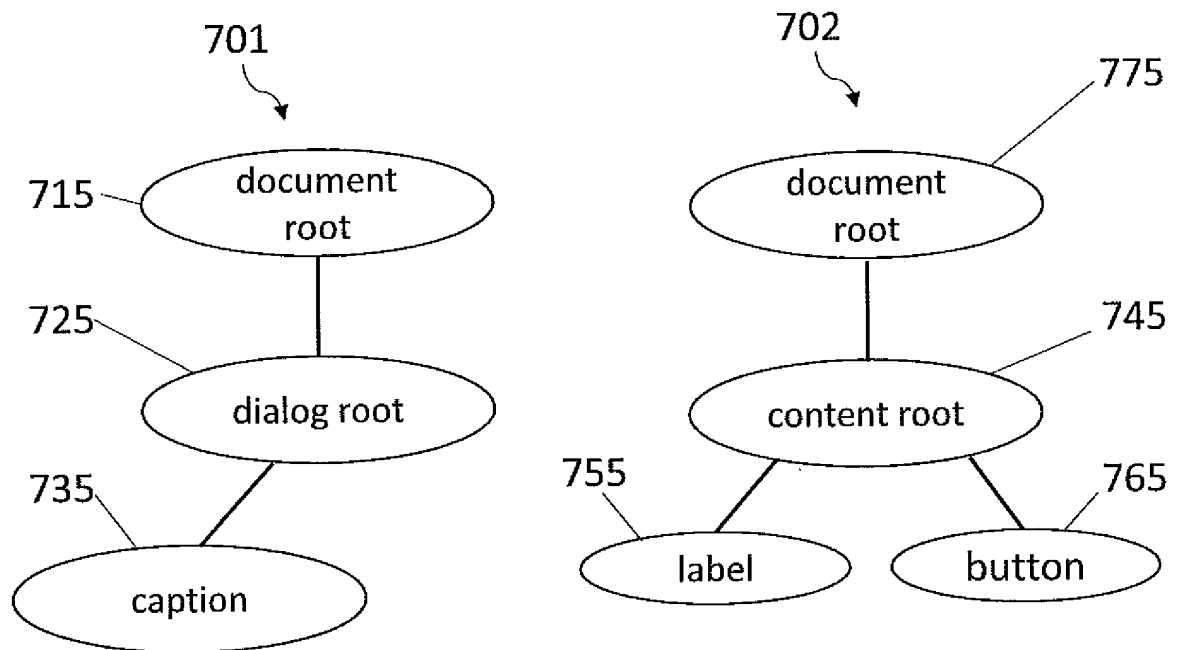 701
702
775
715
document
root
document
root
725
745
dialog root
content root
735
755
765
caption
label
button